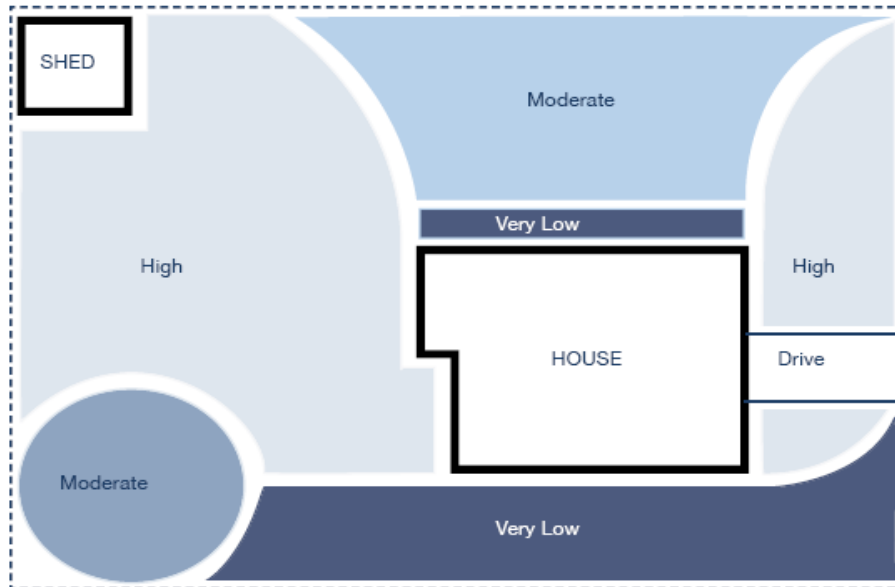 SHED
Moderate
Very Low
High
High
HOUSE
Drive
Moderate
Very Low